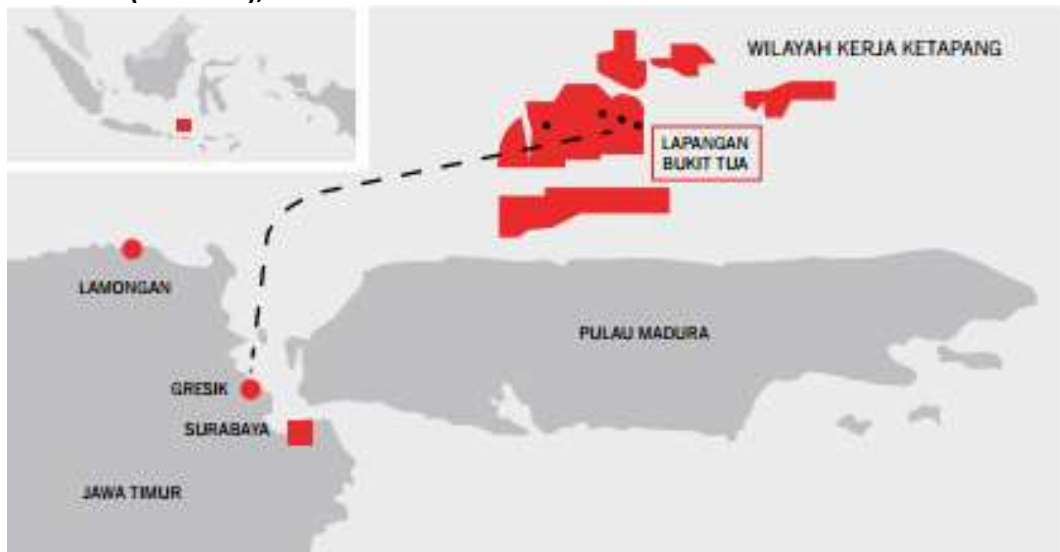 WILAYAH KERJA KETAPANG
LAPANGAN
BUKIT TUA
LAMONGAN
PULAU MADURA
GRESIK
SURABAYA
JAWA TIMUR